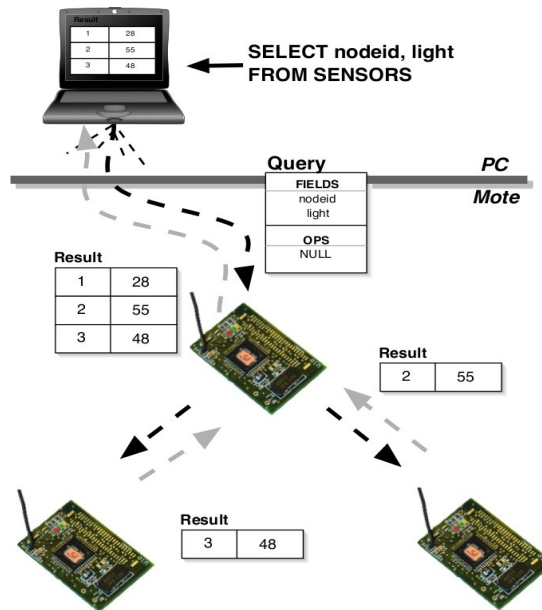 Result
1 28
2 55
3 48
SELECT nodeid, light
FROM SENSORS
Query
PC
Mote
FIELDS
nodeid
light
OPS
NULL
Result
1 28
2 55
3 48
Result
2 55
Result
3 48